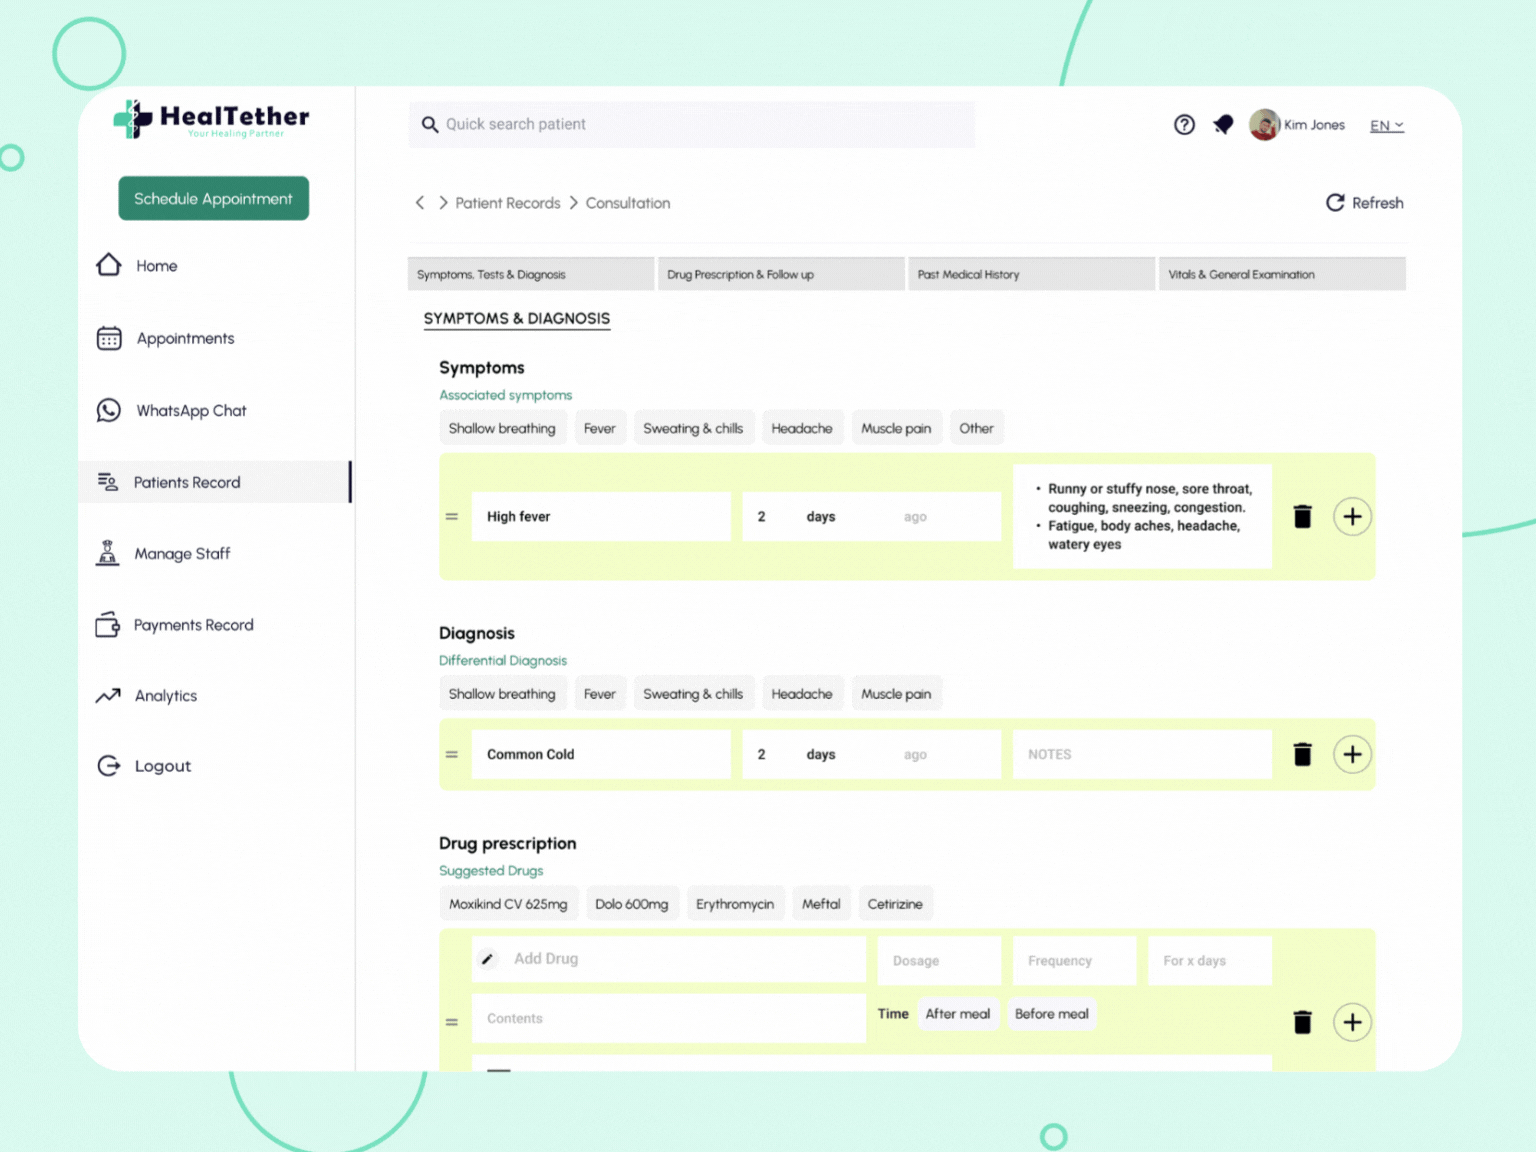 HealTether
Your Healing Partner
Quick search patient
Kim Jones
EN
Schedule Appointment
Home
Appointments
WhatsApp Chat
Patients Record
Manage Staff
Payments Record
Analytics
Logout
Patient Records
Consultation
Refresh
Symptoms, Tests & Diagnosis
Drug Prescription & Follow up
Past Medical History
Vitals & General Examination
SYMPTOMS & DIAGNOSIS
Symptoms
Associated symptoms
Shallow breathing
Fever
Sweating & chills
Headache
Muscle pain
Other
High fever
2 days ago
• Runny or stuffy nose, sore throat,
coughing, sneezing, congestion.
• Fatigue, body aches, headache,
watery eyes
Diagnosis
Differential Diagnosis
Shallow breathing
Fever
Sweating & chills
Headache
Muscle pain
Common Cold
2 days ago
NOTES
Drug prescription
Suggested Drugs
Moxikind CV 625mg
Dolo 600mg
Erythromycin
Meftal
Cetirizine
Add Drug
Dosage
Frequency
For x days
Contents
Time
After meal
Before meal